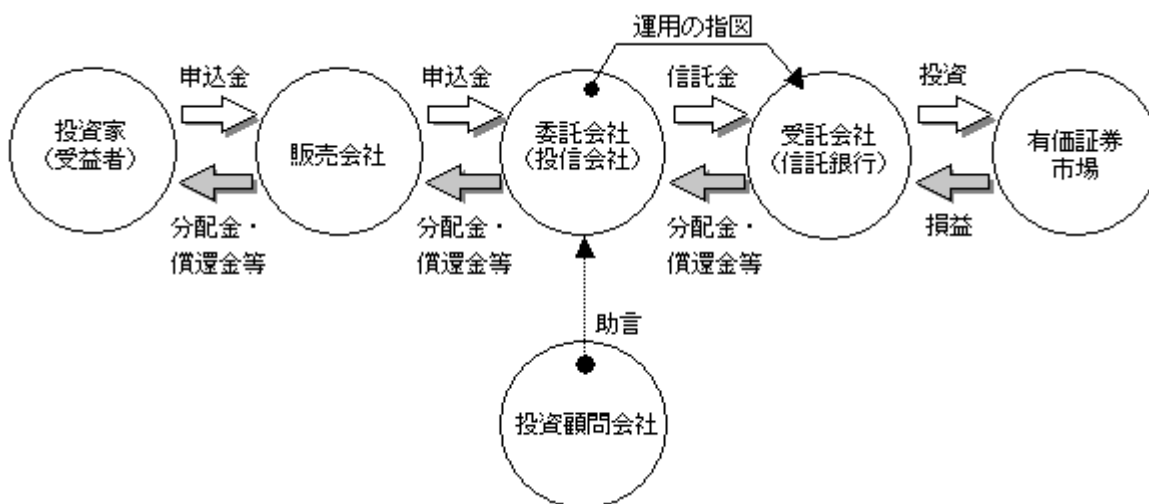 運用の指図
申込金
申込金
信託金
投資
投資家
（受益者）
販売会社
委託会社
（投信会社）
受託会社
（信託銀行）
有価証券
市場
分配金・
償還金等
分配金・
償還金等
分配金・
償還金等
損益
助言
投資顧問会社